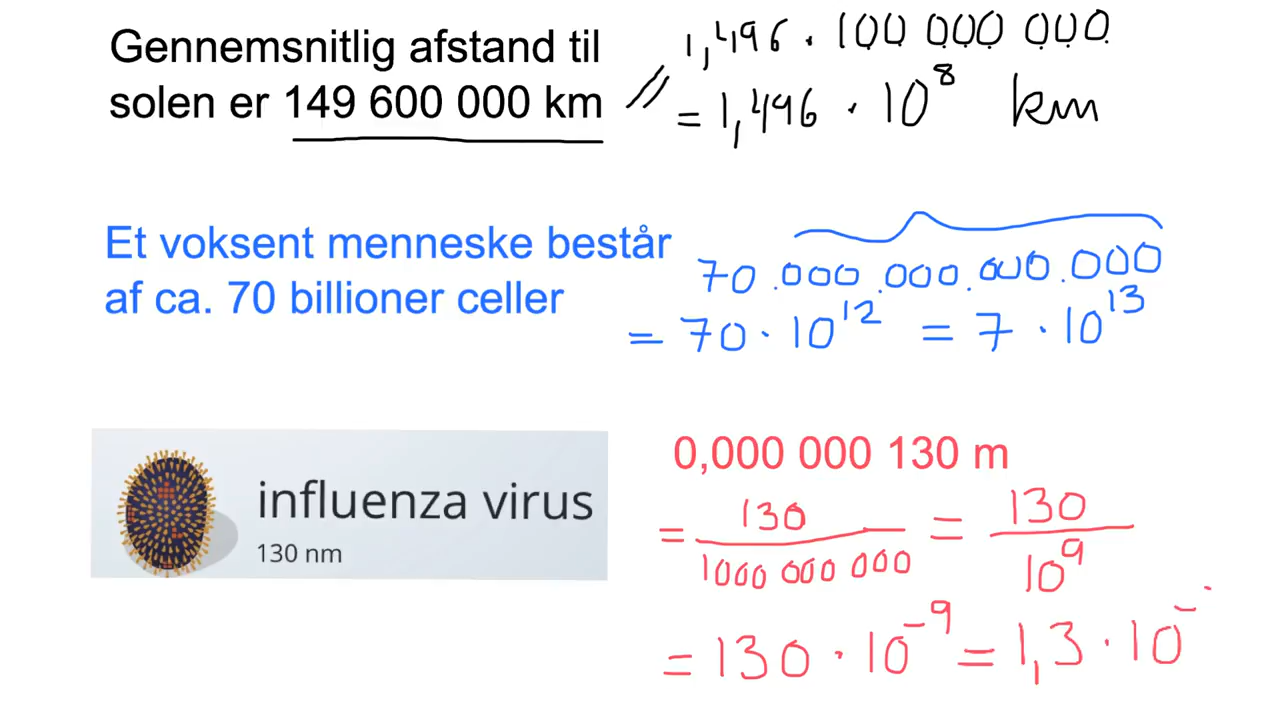 Gennemsnitlig afstand til
solen er 149 600 000 km
1,496 · 100 000 000
= 1,496 · 10⁸ km
Et voksent menneske består
af ca. 70 billioner celler
70.000.000.000.000
= 70 · 10¹² = 7 · 10¹³
influenza virus
130 nm
0,000 000 130 m
= 130/1000 000 000 = 130/10⁹
= 130 · 10⁻⁹ = 1,3 · 10⁻